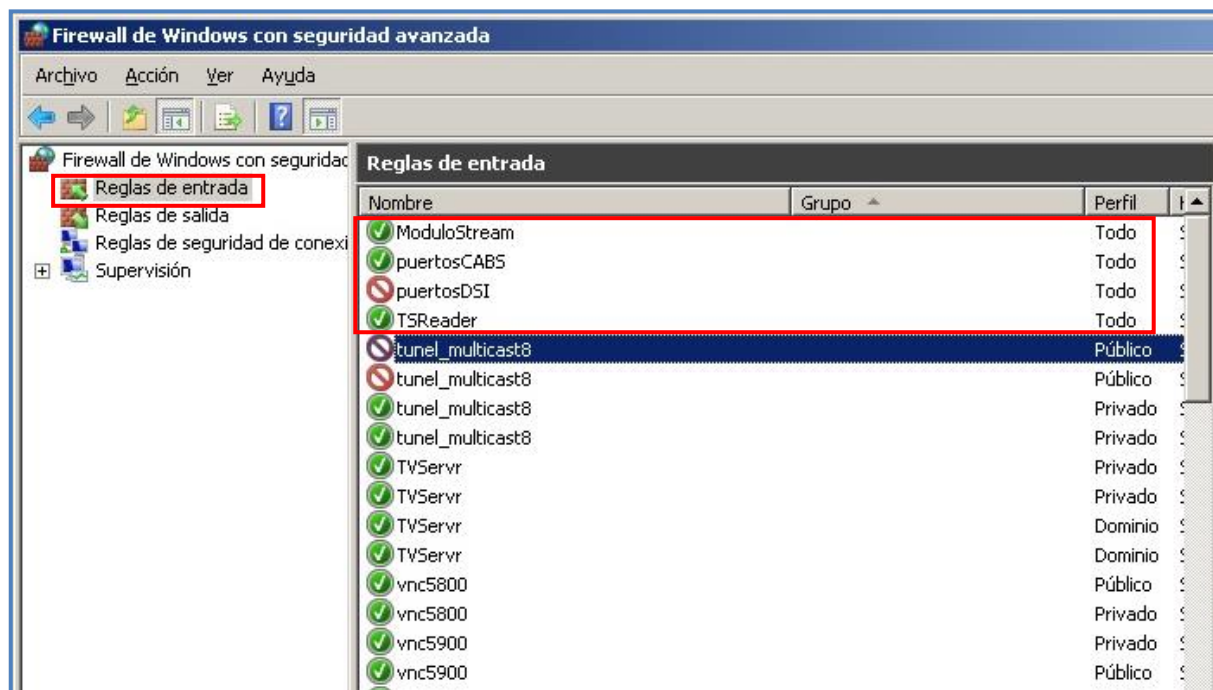 Firewall de Windows con seguridad avanzada
Archivo Acción Ver Ayuda
Firewall de Windows con seguridad
Reglas de entrada
Reglas de salida
Reglas de seguridad de conexi
Supervisión
Reglas de entrada
Nombre Grupo Perfil
ModuloStream Todo
puertosCABS Todo
puertosDSI Todo
TSReader Todo
tunel_multicast8 Público
tunel_multicast8 Público
tunel_multicast8 Privado
tunel_multicast8 Privado
TVServr Privado
TVServr Privado
TVServr Dominio
TVServr Dominio
vnc5800 Público
vnc5800 Privado
vnc5900 Privado
vnc5900 Público